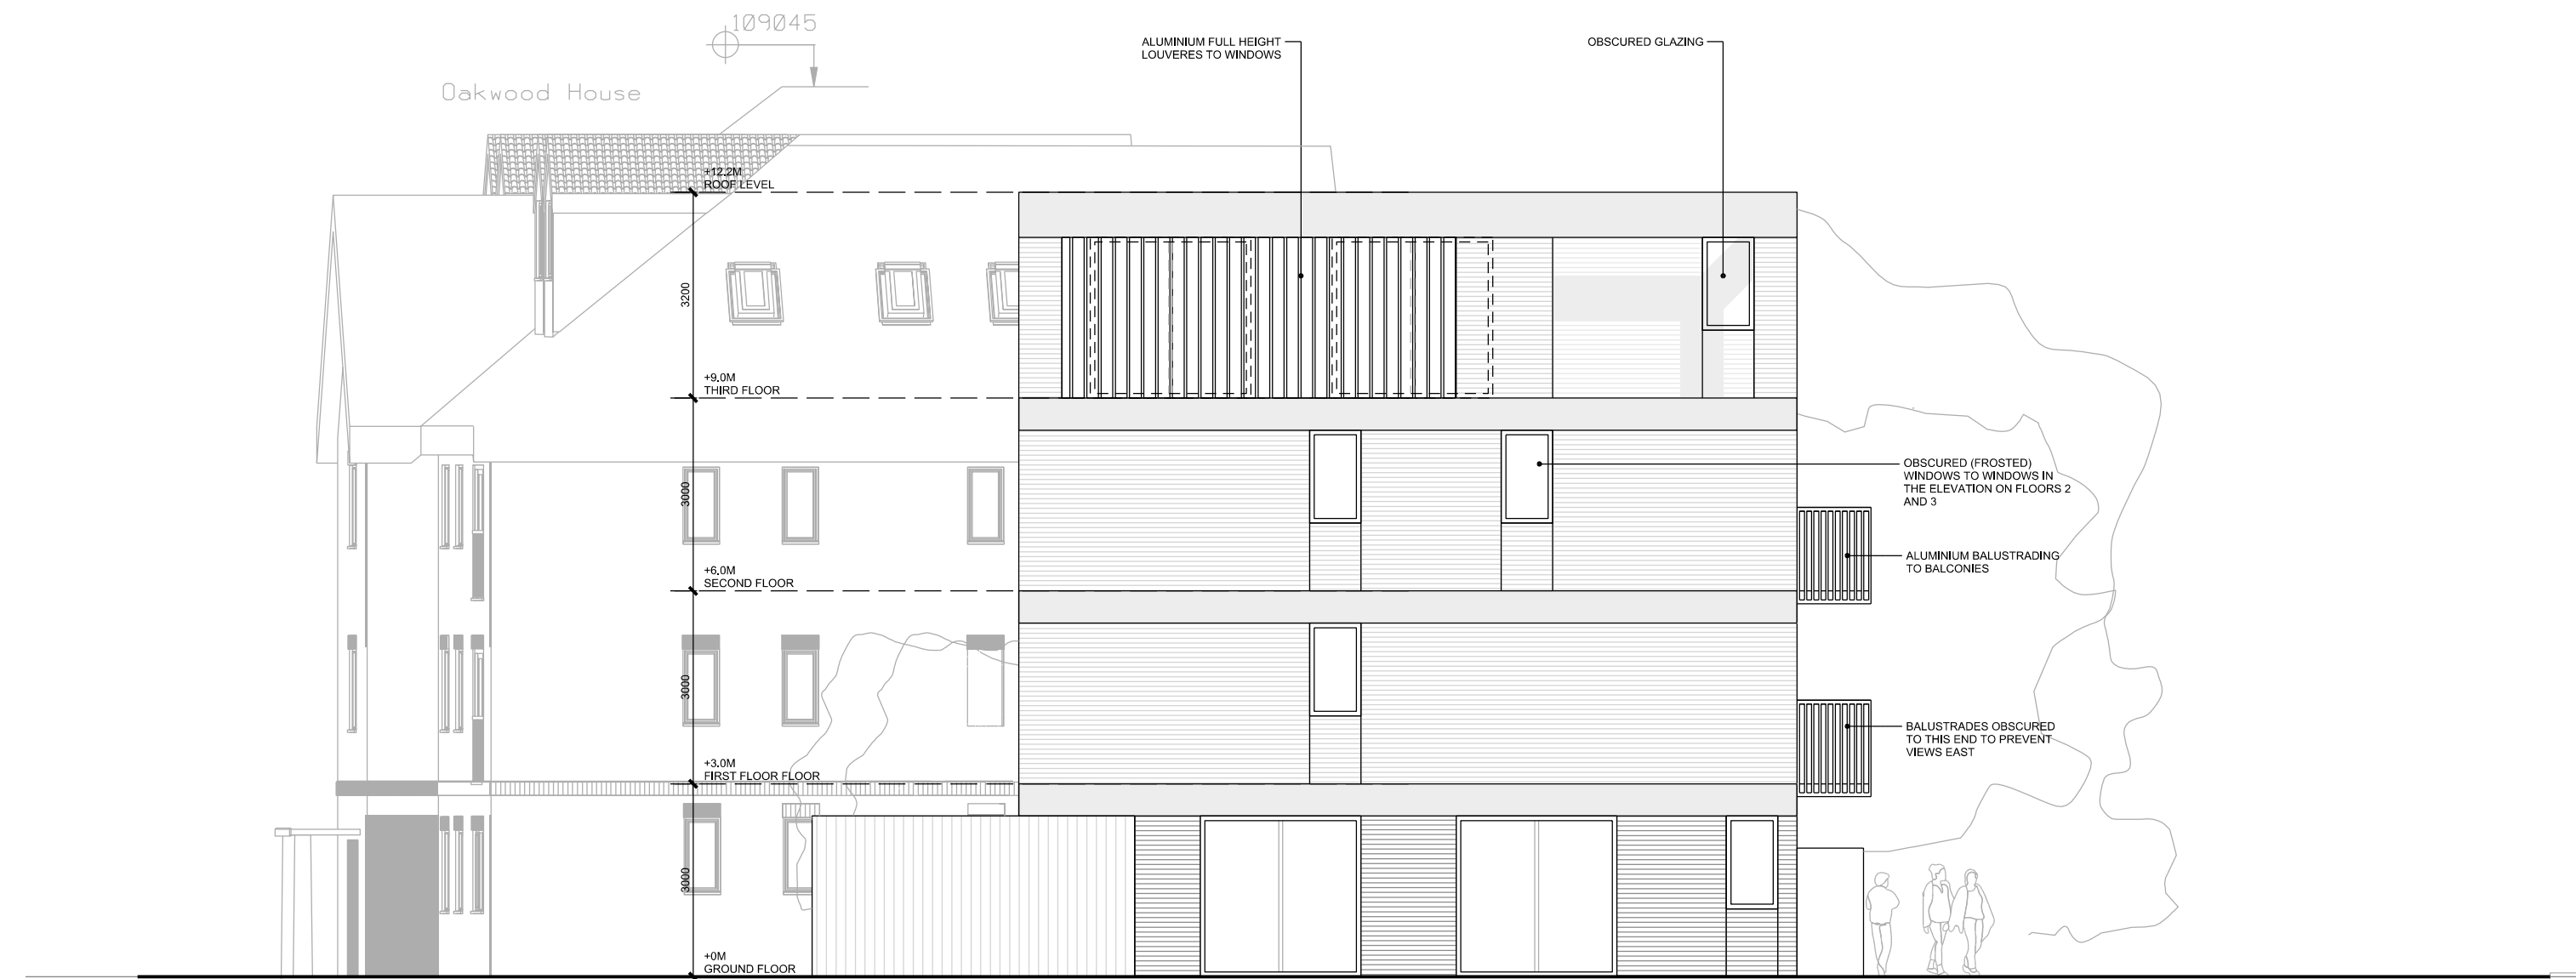 109045
Oakwood House
ALUMINIUM FULL HEIGHT
LOUVERES TO WINDOWS
OBSCURED GLAZING
+12.2M
ROOF LEVEL
3200
+9.0M
THIRD FLOOR
OBSCURED (FROSTED)
WINDOWS TO WINDOWS IN
THE ELEVATION ON FLOORS 2
AND 3
3000
ALUMINIUM BALUSTRADING
TO BALCONIES
+6.0M
SECOND FLOOR
3000
BALUSTRADES OBSCURED
TO THIS END TO PREVENT
VIEWS EAST
+3.0M
FIRST FLOOR FLOOR
3000
+0M
GROUND FLOOR